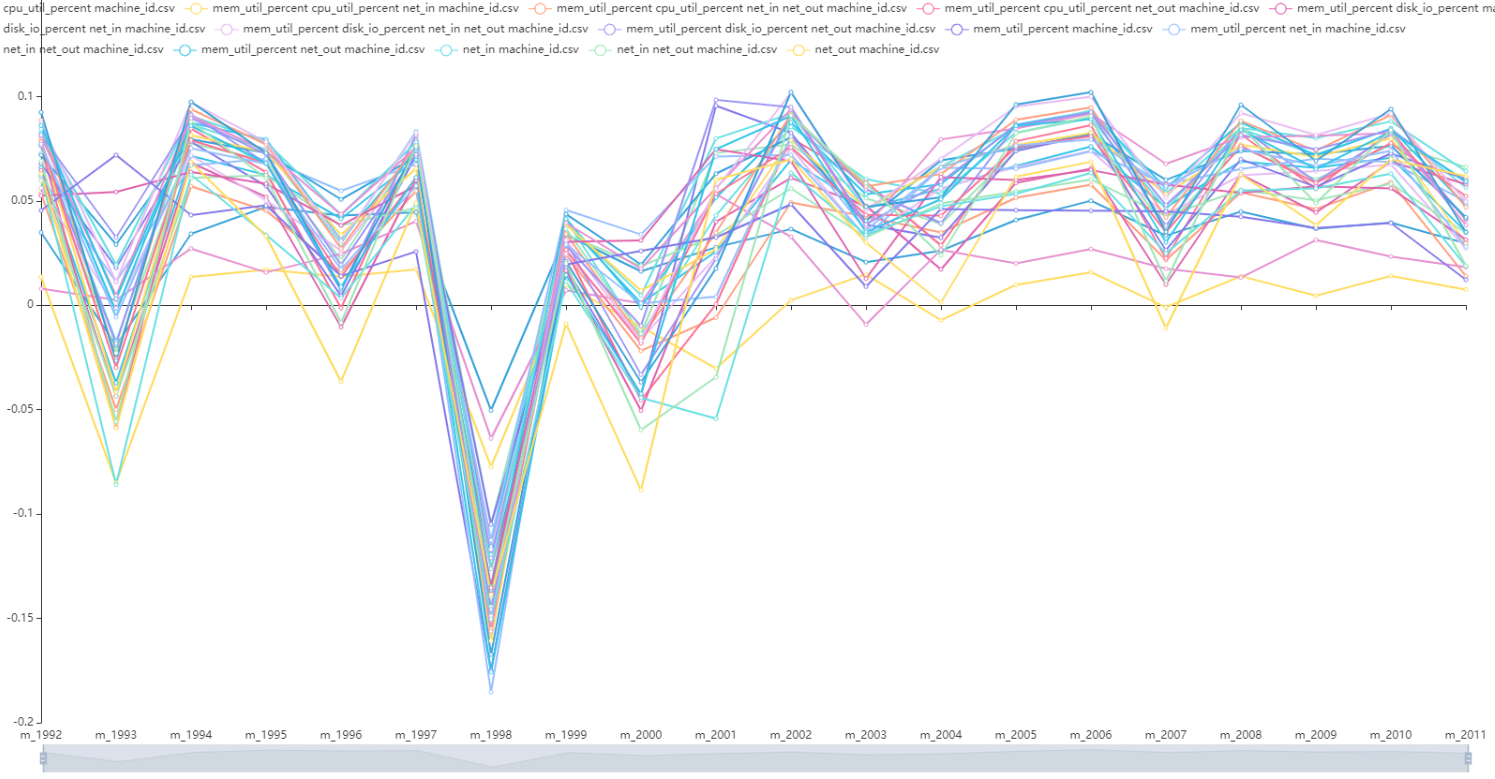 cpu_util_percent machine_id.csv mem_util_percent cpu_util_percent net_in machine_id.csv mem_util_percent cpu_util_percent net_in net_out machine_id.csv mem_util_percent cpu_util_percent net_out machine_id.csv mem_util_percent disk_io_percent
disk_io_percent net_in machine_id.csv mem_util_percent disk_io_percent net_in net_out machine_id.csv mem_util_percent disk_io_percent net_out machine_id.csv mem_util_percent machine_id.csv mem_util_percent net_in machine_id.csv
net_in net_out machine_id.csv mem_util_percent net_out machine_id.csv net_in machine_id.csv net_in net_out machine_id.csv net_out machine_id.csv
0.1
0.05
0
-0.05
-0.1
-0.15
-0.2
m_1992 m_1993 m_1994 m_1995 m_1996 m_1997 m_1998 m_1999 m_2000 m_2001 m_2002 m_2003 m_2004 m_2005 m_2006 m_2007 m_2008 m_2009 m_2010 m_2011